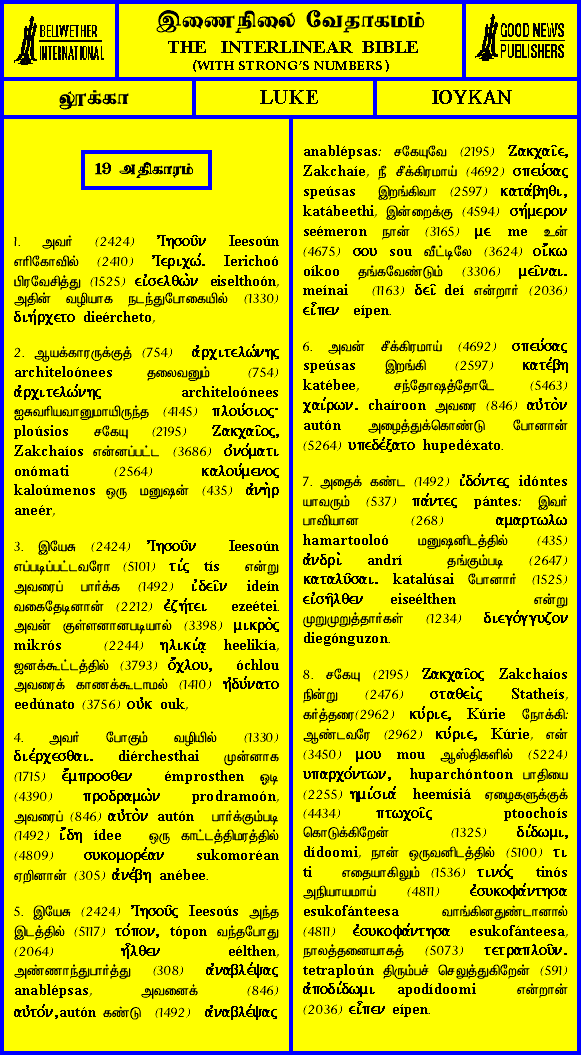 BELLWETHER
INTERNATIONAL
இணைநிலை வேதாகமம்
THE INTERLINEAR BIBLE
(WITH STRONG'S NUMBERS)
GOOD NEWS
PUBLISHERS
லூக்கா
LUKE
ΙΟΥΚΑΝ
19 அதிகாரம்
1. அவர் (2424) Ἰησοῦν Ieesoún
எரிகோவில் (2410) Ἰεριχώ. Ierichoó
பிரவேசித்து (1525) εἰσελθὼν eiselthoón,
அதின் வழியாக நடந்துபோகையில் (1330)
διήρχετο dieércheto,
2. ஆயக்காரருக்குத் (754) ἀρχιτελώνης
architeloónees தலைவனும் (754)
ἀρχιτελώνης architeloónees
ஐசுவரியவானுமாயிருந்த (4145) πλούσιος·
ploúsios சகேயு (2195) Ζακχαῖος,
Zakchaíos என்னப்பட்ட (3686) ὀνόματι
onómati (2564) καλούμενος
kaloúmenos ஒரு மனுஷன் (435) ἀνὴρ
aneér,
3. இயேசு (2424) Ἰησοῦν Ieesoún
எப்படிப்பட்டவரோ (5101) τίς tís என்று
அவரைப் பார்க்க (1492) ἰδεῖν ideín
வகைதேடினான் (2212) ἐζήτει ezeétei.
அவன் குள்ளனானபடியால் (3398) μικρὸς
mikrós (2244) ηλικίᾳ heelikía,
ஜனக்கூட்டத்தில் (3793) ὄχλου, óchlou
அவரைக் காணக்கூடாமல் (1410) ἠδύνατο
eedúnato (3756) οὐκ ouk,
4. அவர் போகும் வழியில் (1330)
διέρχεσθαι. diérchesthai முன்னாக
(1715) ἔμπροσθεν émprosthen ஓடி
(4390) προδραμὼν prodramoón,
அவரைப் (846) αὐτὸν autón பார்க்கும்படி
(1492) ἴδη ídee ஒரு காட்டத்திமரத்தில்
(4809) συκομορέαν sukomoréan
ஏறினான் (305) ἀνέβη anébee.
5. இயேசு (2424) Ἰησοῦς Ieesoús அந்த
இடத்தில் (5117) τόπον, tópon வந்தபோது
(2064) ἦλθεν eélthen,
அண்ணாந்துபார்த்து (308) ἀναβλέψας
anablépsas, அவனைக் (846)
αὐτόν,autón கண்டு (1492) ἀναβλέψας
anablépsas: சகேயுவே (2195) Ζακχαῖε,
Zakchaíe, நீ சீக்கிரமாய் (4692) σπεύσας
speúsas இறங்கிவா (2597) κατάβηθι,
katábeethi, இன்றைக்கு (4594) σήμερον
seémeron நான் (3165) με me உன்
(4675) σου sou வீட்டிலே (3624) οἴκω
oíkoo தங்கவேண்டும் (3306) μεῖναι.
meínai (1163) δεῖ deí என்றார் (2036)
εἶπεν eípen.
6. அவன் சீக்கிரமாய் (4692) σπεύσας
speúsas இறங்கி (2597) κατέβη
katébee, சந்தோஷத்தோடே (5463)
χαίρων. chaíroon அவரை (846) αὐτὸν
autón அழைத்துக்கொண்டு போனான்
(5264) υπεδέξατο hupedéxato.
7. அதைக் கண்ட (1492) ἰδόντες idóntes
யாவரும் (537) πάντες pántes: இவர்
பாவியான (268) αμαρτωλω
hamartooloó மனுஷனிடத்தில் (435)
ἀνδρὶ andrí தங்கும்படி (2647)
καταλῦσαι. katalúsai போனார் (1525)
εἰσῆλθεν eiseélthen என்று
முறுமுறுத்தார்கள் (1234) διεγόγγυζον
diegónguzon.
8. சகேயு (2195) Ζακχαῖος Zakchaíos
நின்று (2476) σταθεὶς Statheís,
கர்த்தரை(2962) κύριε, Kúrie நோக்கி:
ஆண்டவரே (2962) κύριε, Kúrie, என்
(3450) μου mou ஆஸ்திகளில் (5224)
υπαρχόντων, huparchóntoon பாதியை
(2255) ημίσιά heemísiá ஏழைகளுக்குக்
(4434) πτωχοῖς ptoochoís
கொடுக்கிறேன் (1325) δίδωμι,
dídoomi, நான் ஒருவனிடத்தில் (5100) τι
ti எதையாகிலும் (1536) τινός tinós
அநியாயமாய் (4811) ἐσυκοφάντησα
esukofánteesa வாங்கினதுண்டானால்
(4811) ἐσυκοφάντησα esukofánteesa,
நாலத்தனையாகத் (5073) τετραπλοῦν.
tetraploún திரும்பச் செலுத்துகிறேன் (591)
ἀποδίδωμι apodídoomi என்றான்
(2036) εἶπεν eípen.